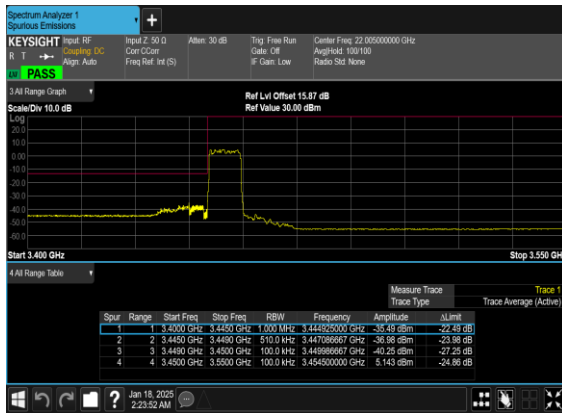 Spectrum Analyzer 1
Spurious Emissions
+
KEYSIGHT Input: RF Input Z: 50 Ω Atten: 30 dB Trig: Free Run Center Freq: 22.005000000 GHz
R T Coupling: DC Corr CCorr Gate: Off Avg|Hold: 100/100
Align: Auto Freq Ref: Int (S) IF Gain: Low Radio Std: None
PASS
3 All Range Graph
Ref Lvl Offset 15.87 dB
Scale/Div 10.0 dB Ref Value 30.00 dBm
Log
20.0
10.0
0.00
-10.0
-20.0
-30.0
-40.0
-50.0
-60.0
Start 3.400 GHz Stop 3.550 GH
4 All Range Table
Measure Trace Trace 1
Trace Type Trace Average (Active)
Spur Range Start Freq Stop Freq RBW Frequency Amplitude ΔLimit
1 1 3.4000 GHz 3.4450 GHz 1.000 MHz 3.444925000 GHz -35.49 dBm -22.49 dB
2 2 3.4450 GHz 3.4490 GHz 510.0 kHz 3.447086667 GHz -36.98 dBm -23.98 dB
3 3 3.4490 GHz 3.4500 GHz 100.0 kHz 3.449986667 GHz -40.25 dBm -27.25 dB
4 4 3.4500 GHz 3.5500 GHz 100.0 kHz 3.454500000 GHz 5.143 dBm -24.86 dB
? Jan 18, 2025
2:23:52 AM